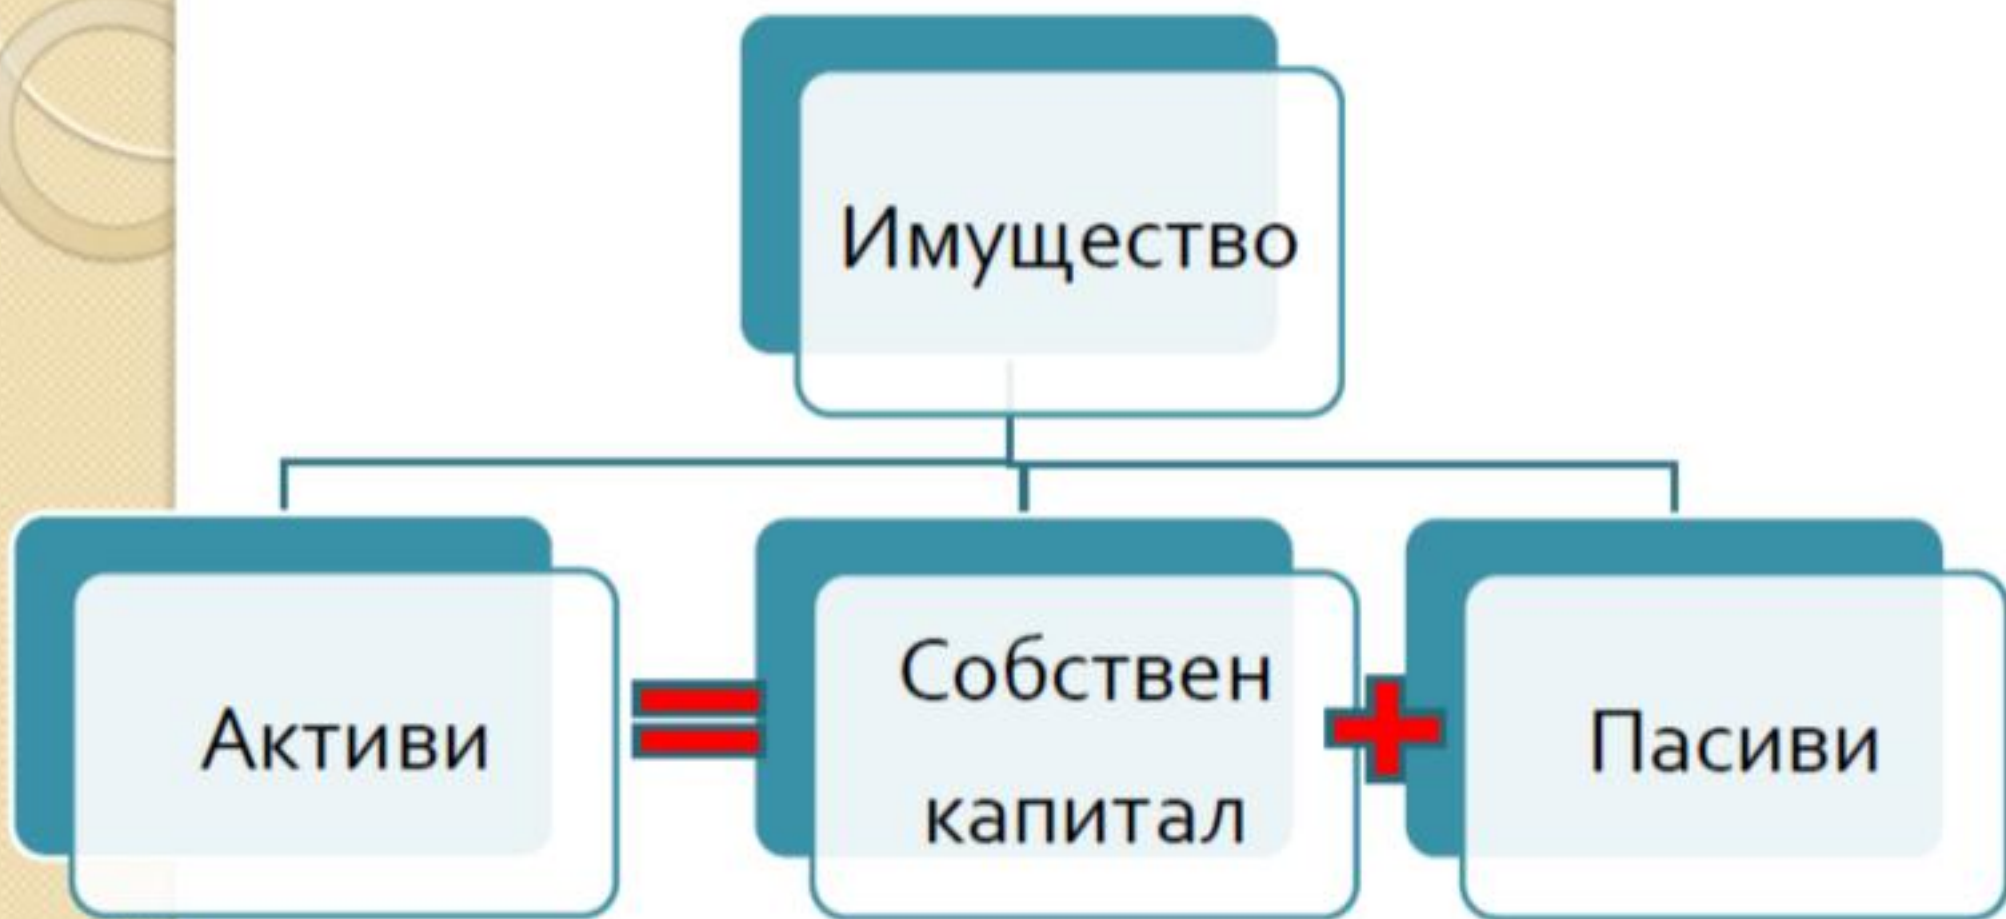 Имущество
Активи
=
Собствен
капитал
+
Пасиви